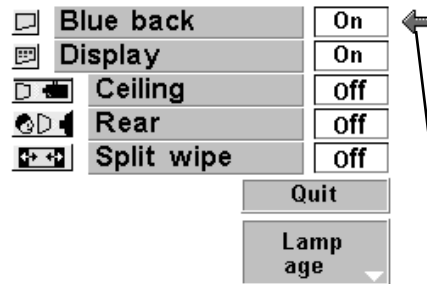 Blue back On
Display On
Ceiling Off
Rear Off
Split wipe Off
Quit
Lamp
age